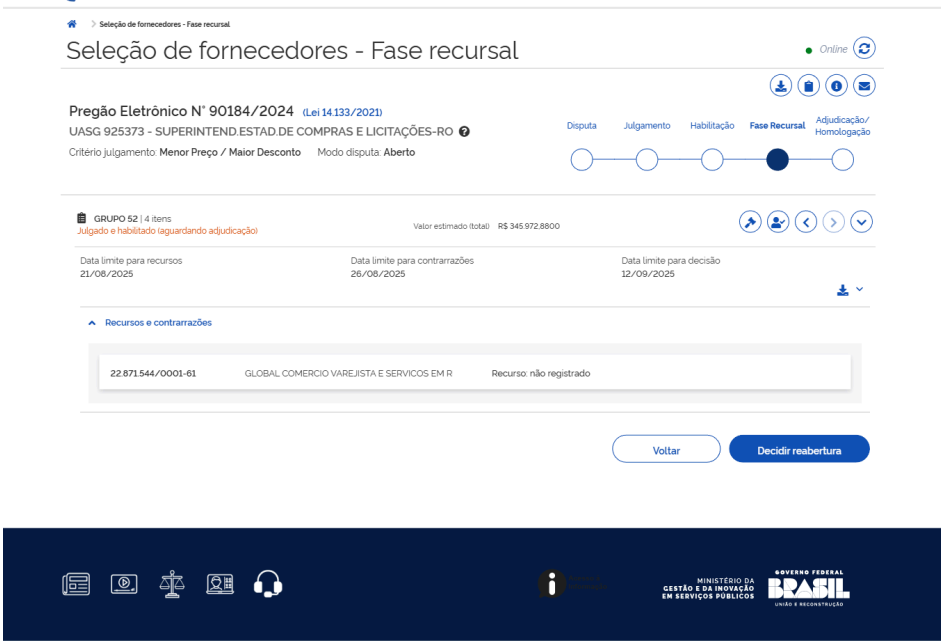 Seleção de fornecedores - Fase recursal
Seleção de fornecedores - Fase recursal
Online
Pregão Eletrônico N° 90184/2024 (Lei 14.133/2021)
UASG 925373 - SUPERINTEND.ESTAD.DE COMPRAS E LICITAÇÕES-RO
Critério julgamento: Menor Preço / Maior Desconto Modo disputa: Aberto
Disputa Julgamento Habilitação Fase Recursal Adjudicação/
Homologação
GRUPO 52 | 4 itens
Julgado e habilitado (aguardando adjudicação)
Valor estimado (total) R$ 345.972,8800
Data limite para recursos Data limite para contrarrazões Data limite para decisão
21/08/2025 26/08/2025 12/09/2025
Recursos e contrarrazões
22.871.544/0001-61 GLOBAL COMERCIO VAREJISTA E SERVICOS EM R Recurso: não registrado
Voltar Decidir reabertura
MINISTÉRIO DA
GESTÃO E DA INOVAÇÃO
EM SERVIÇOS PÚBLICOS
GOVERNO FEDERAL
BRASIL
UNIÃO E RECONSTRUÇÃO